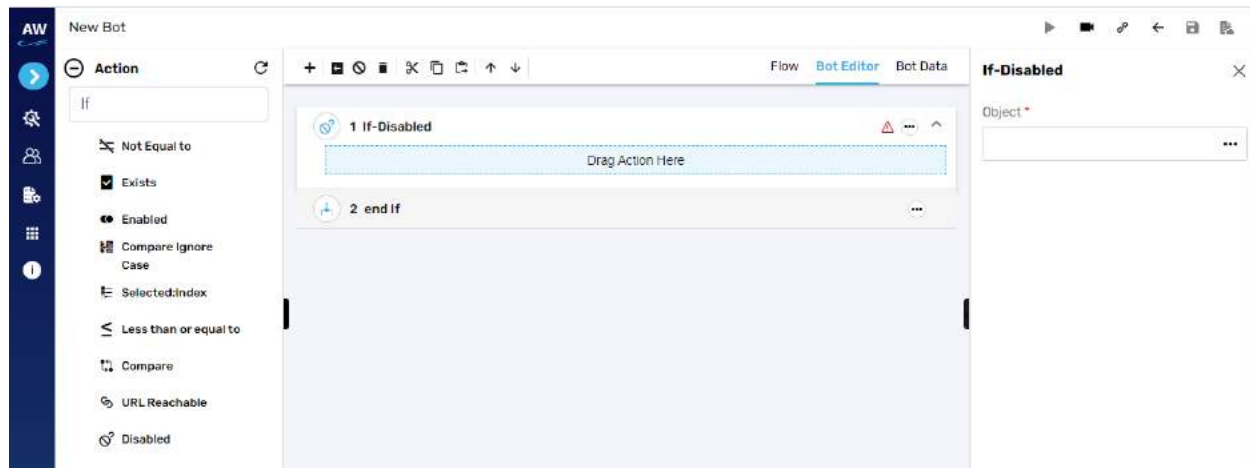 AW
New Bot
Action
If
Not Equal to
Exists
Enabled
Compare Ignore
Case
Selected:Index
Less than or equal to
Compare
URL Reachable
Disabled
Flow
Bot Editor
Bot Data
1 If-Disabled
Drag Action Here
2 end If
If-Disabled
Object *